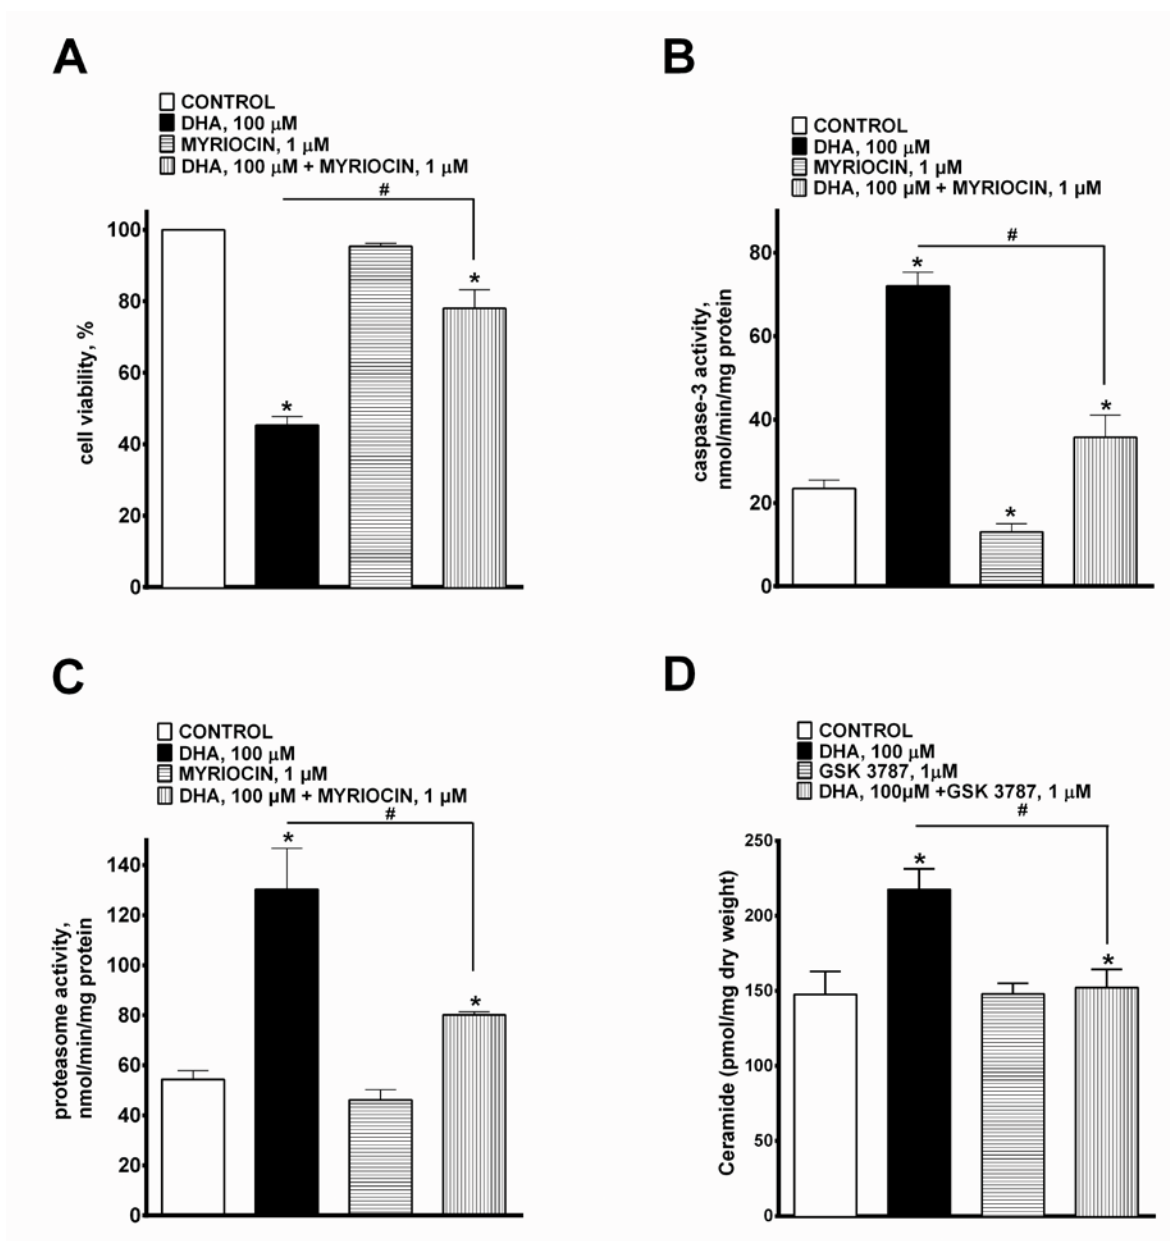 A
CONTROL
DHA, 100 μM
MYRIOCIN, 1 μM
DHA, 100 μM + MYRIOCIN, 1 μM
#
100
80
60
40
20
0
cell viability, %
*
*
B
CONTROL
DHA, 100 μM
MYRIOCIN, 1 μM
DHA, 100 μM + MYRIOCIN, 1 μM
#
80
60
40
20
0
caspase-3 activity,
nmol/min/mg protein
*
*
*
C
CONTROL
DHA, 100 μM
MYRIOCIN, 1 μM
DHA, 100 μM + MYRIOCIN, 1 μM
#
140
120
100
80
60
40
20
0
proteasome activity,
nmol/min/mg protein
*
*
D
CONTROL
DHA, 100 μM
GSK 3787, 1μM
DHA, 100μM +GSK 3787, 1 μM
#
250
200
150
100
50
0
Ceramide (pmol/mg dry weight)
*
*